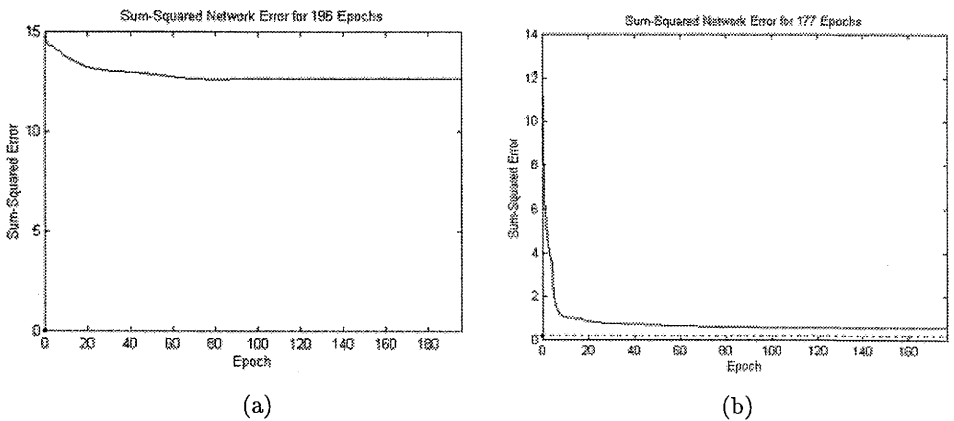 Sum-Squared Network Error for 196 Epochs
15
10
5
0
Sum-Squared Error
0 20 40 60 80 100 120 140 160 180
Epoch
(a)
Sum-Squared Network Error for 177 Epochs
14
12
10
8
6
4
2
0
Sum-Squared Error
0 20 40 60 80 100 120 140 160
Epoch
(b)